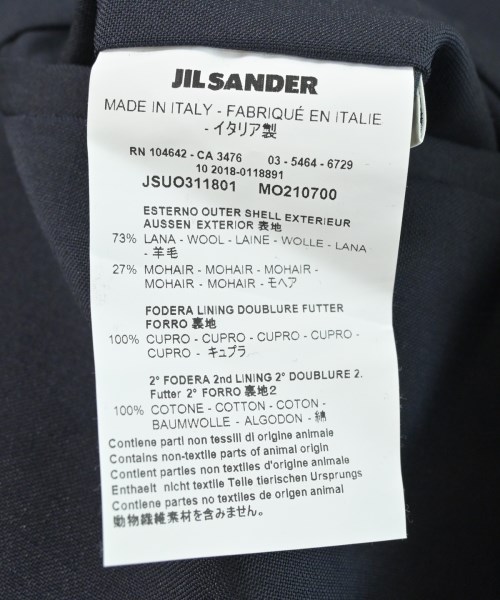 JIL SANDER
MADE IN ITALY - FABRIQUÉ EN ITALIE
- イタリア製
RN 104642 - CA 3476 03 - 5464 - 6729
10 2018-0118891
JSUO311801 MO210700
ESTERNO OUTER SHELL EXTERIEUR
AUSSEN EXTERIOR 表地
73% LANA - WOOL - LAINE - WOLLE - LANA
- 羊毛
27% MOHAIR - MOHAIR - MOHAIR -
MOHAIR - MOHAIR - モヘア
FODERA LINING DOUBLURE FUTTER
FORRO 裏地
100% CUPRO - CUPRO - CUPRO - CUPRO -
CUPRO - キュプラ
2° FODERA 2nd LINING 2° DOUBLURE 2.
Futter 2° FORRO 裏地2
100% COTONE - COTTON - COTON -
BAUMWOLLE - ALGODON - 綿
Contiene parti non tessili di origine animale
Contains non-textile parts of animal origin
Contient parties non textiles d'origine animale
Enthaelt nicht textile Teile tierischen Ursprungs
Contiene partes no textiles de origen animal
動物繊維素材を含みません。